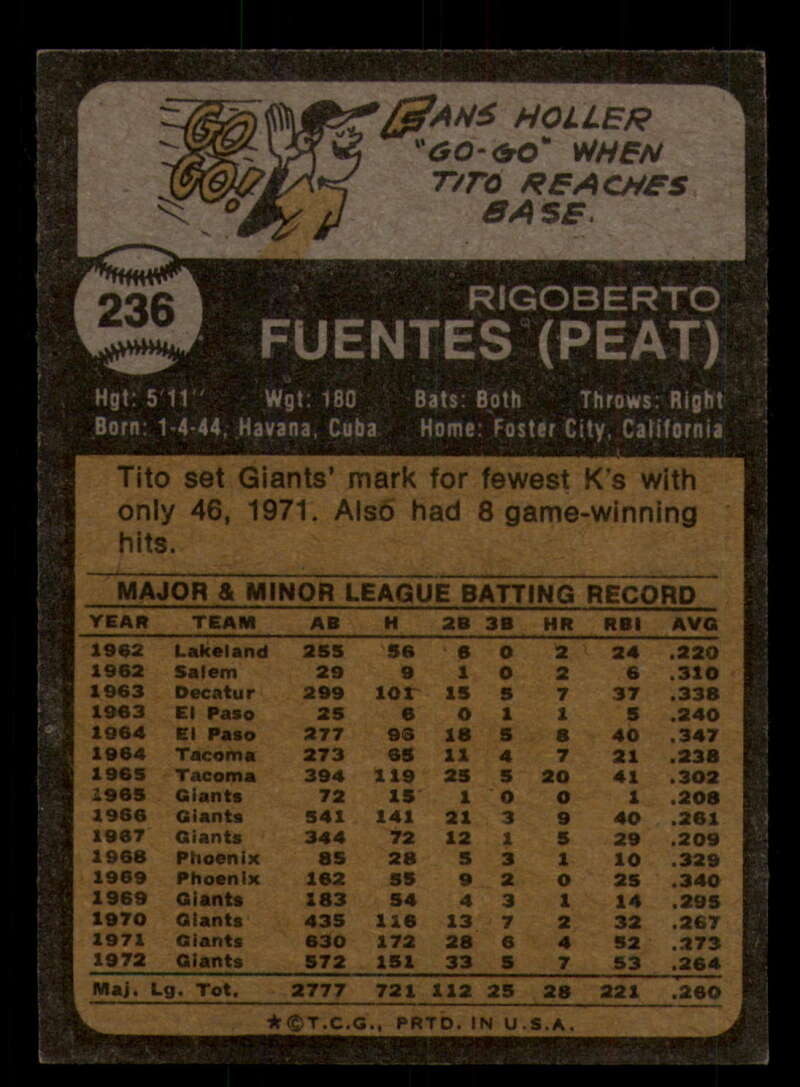 GO
GO!!
FANS HOLLER
"GO-GO" WHEN
TITO REACHES
BASE.
236
RIGOBERTO
FUENTES (PEAT)
Hgt: 5'11" Wgt: 180 Bats: Both Throws: Right
Born: 1-4-44, Havana, Cuba Home: Foster City, California
Tito set Giants' mark for fewest K's with
only 46, 1971. Also had 8 game-winning
hits.
MAJOR & MINOR LEAGUE BATTING RECORD
YEAR TEAM AB H 2B 3B HR RBI AVG
1962 Lakeland 255 56 6 0 2 24 .220
1962 Salem 29 9 1 0 2 6 .310
1963 Decatur 299 101 15 5 7 37 .338
1963 El Paso 25 6 0 1 1 5 .240
1964 El Paso 277 96 18 5 8 40 .347
1964 Tacoma 273 65 11 4 7 21 .238
1965 Tacoma 394 119 25 5 20 41 .302
1965 Giants 72 15 1 0 0 1 .208
1966 Giants 541 141 21 3 9 40 .261
1967 Giants 344 72 12 1 5 29 .209
1968 Phoenix 85 28 5 3 1 10 .329
1969 Phoenix 162 55 9 2 0 25 .340
1969 Giants 183 54 4 3 1 14 .295
1970 Giants 435 116 13 7 2 32 .267
1971 Giants 630 172 28 6 4 52 .273
1972 Giants 572 151 33 5 7 53 .264
Maj. Lg. Tot. 2777 721 112 25 28 221 .260
★©T.C.G., PRTD. IN U.S.A.